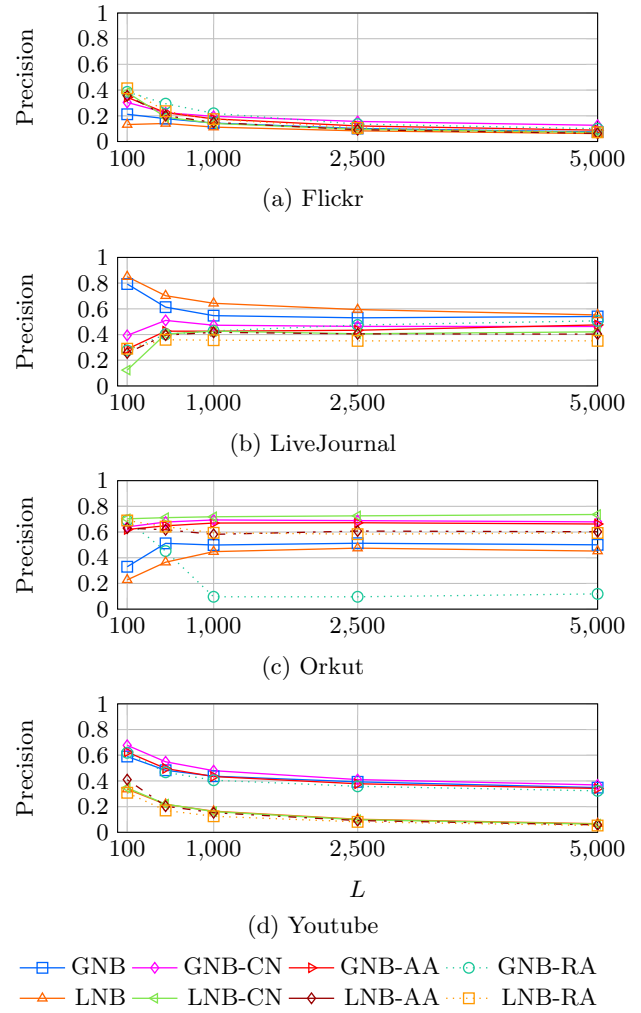 1
0.8
0.6
0.4
0.2
0
Precision
100 1,000 2,500 5,000
(a) Flickr
1
0.8
0.6
0.4
0.2
0
Precision
100 1,000 2,500 5,000
(b) LiveJournal
1
0.8
0.6
0.4
0.2
0
Precision
100 1,000 2,500 5,000
(c) Orkut
1
0.8
0.6
0.4
0.2
0
Precision
100 1,000 2,500 5,000
L
(d) Youtube
GNB GNB-CN GNB-AA GNB-RA
LNB LNB-CN LNB-AA LNB-RA